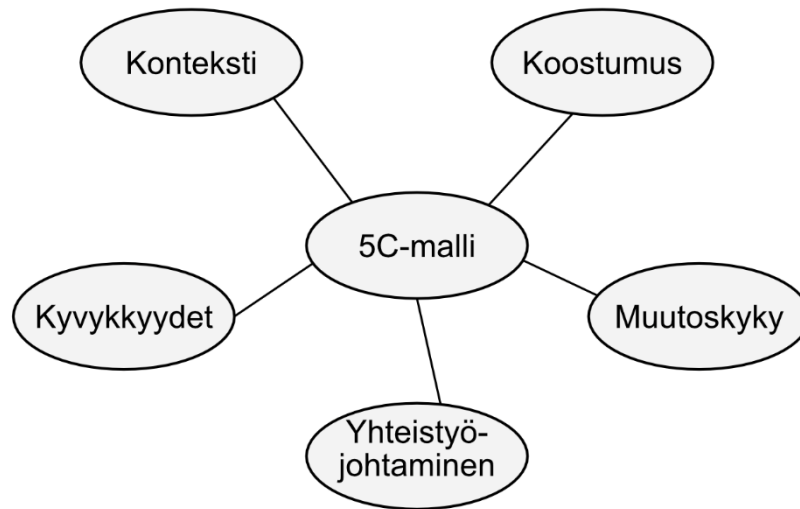 Konteksti
Koostumus
5C-malli
Kyvykkyydet
Muutoskyky
Yhteistyö-
johtaminen